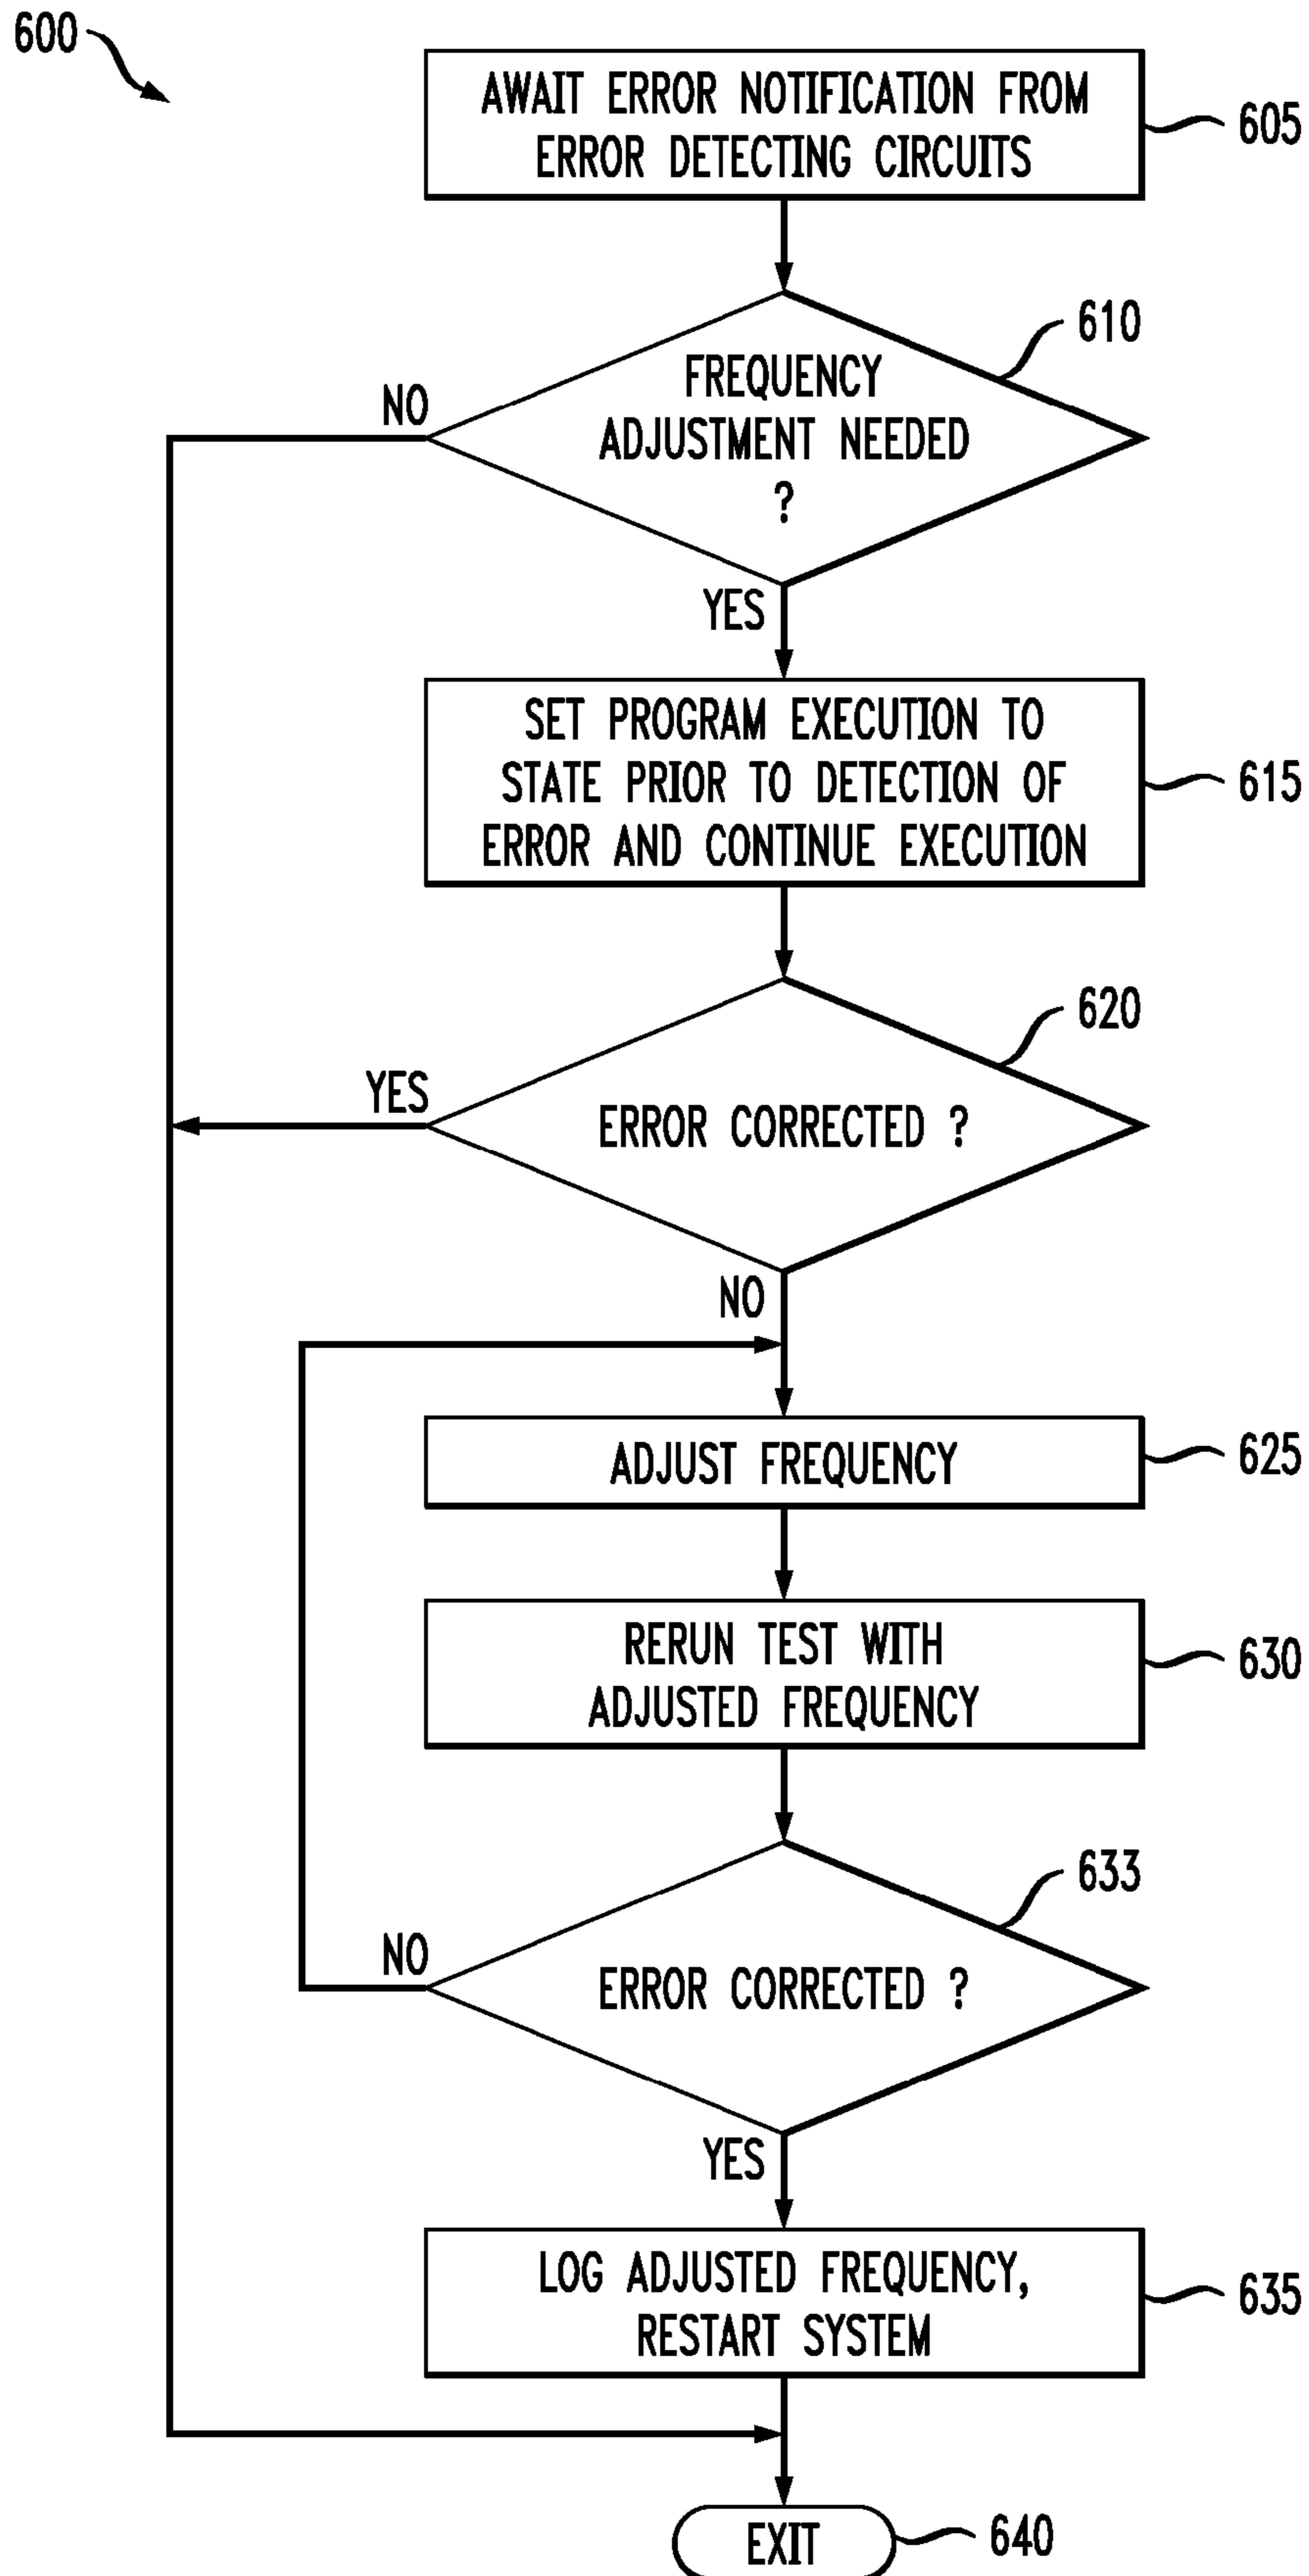 600
AWAIT ERROR NOTIFICATION FROM
ERROR DETECTING CIRCUITS
605
610
FREQUENCY
ADJUSTMENT NEEDED
?
NO
YES
SET PROGRAM EXECUTION TO
STATE PRIOR TO DETECTION OF
ERROR AND CONTINUE EXECUTION
615
620
ERROR CORRECTED ?
YES
NO
ADJUST FREQUENCY
625
RERUN TEST WITH
ADJUSTED FREQUENCY
630
633
ERROR CORRECTED ?
NO
YES
LOG ADJUSTED FREQUENCY,
RESTART SYSTEM
635
EXIT
640